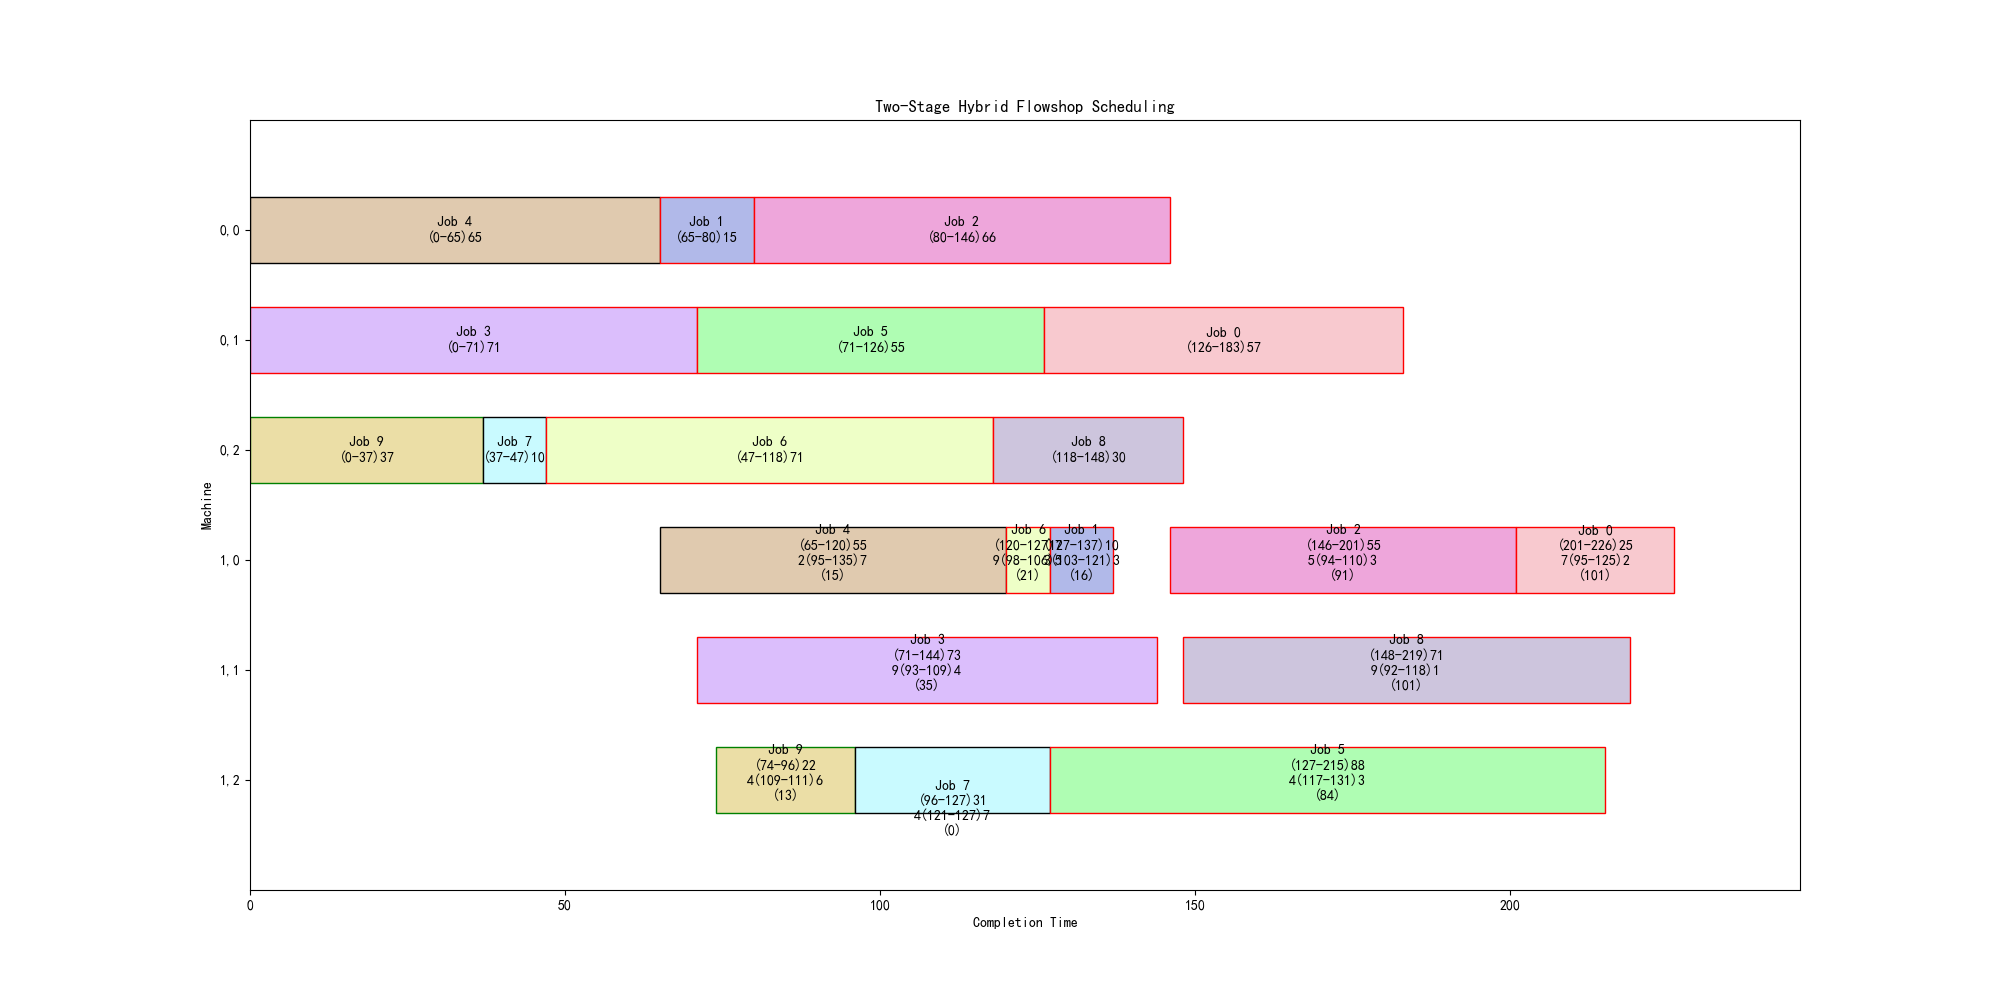 Two-Stage Hybrid Flowshop Scheduling
0,0
Job 4
(0-65)65
Job 1
(65-80)15
Job 2
(80-146)66
0,1
Job 3
(0-71)71
Job 5
(71-126)55
Job 0
(126-183)57
0,2
Job 9
(0-37)37
Job 7
(37-47)10
Job 6
(47-118)71
Job 8
(118-148)30
Machine
1,0
Job 4
(65-120)55
2(95-135)7
(15)
Job 6
(120-127)7
(21)
Job 1
(127-137)10
(16)
Job 2
(146-201)55
5(94-110)3
(91)
Job 0
(201-226)25
7(95-125)2
(101)
1,1
Job 3
(71-144)73
9(93-109)4
(35)
Job 8
(148-219)71
9(92-118)1
(101)
1,2
Job 9
(74-96)22
4(109-111)6
(13)
Job 7
(96-127)31
4(121-127)7
(0)
Job 5
(127-215)88
4(117-131)3
(84)
0
50
100
150
200
Completion Time